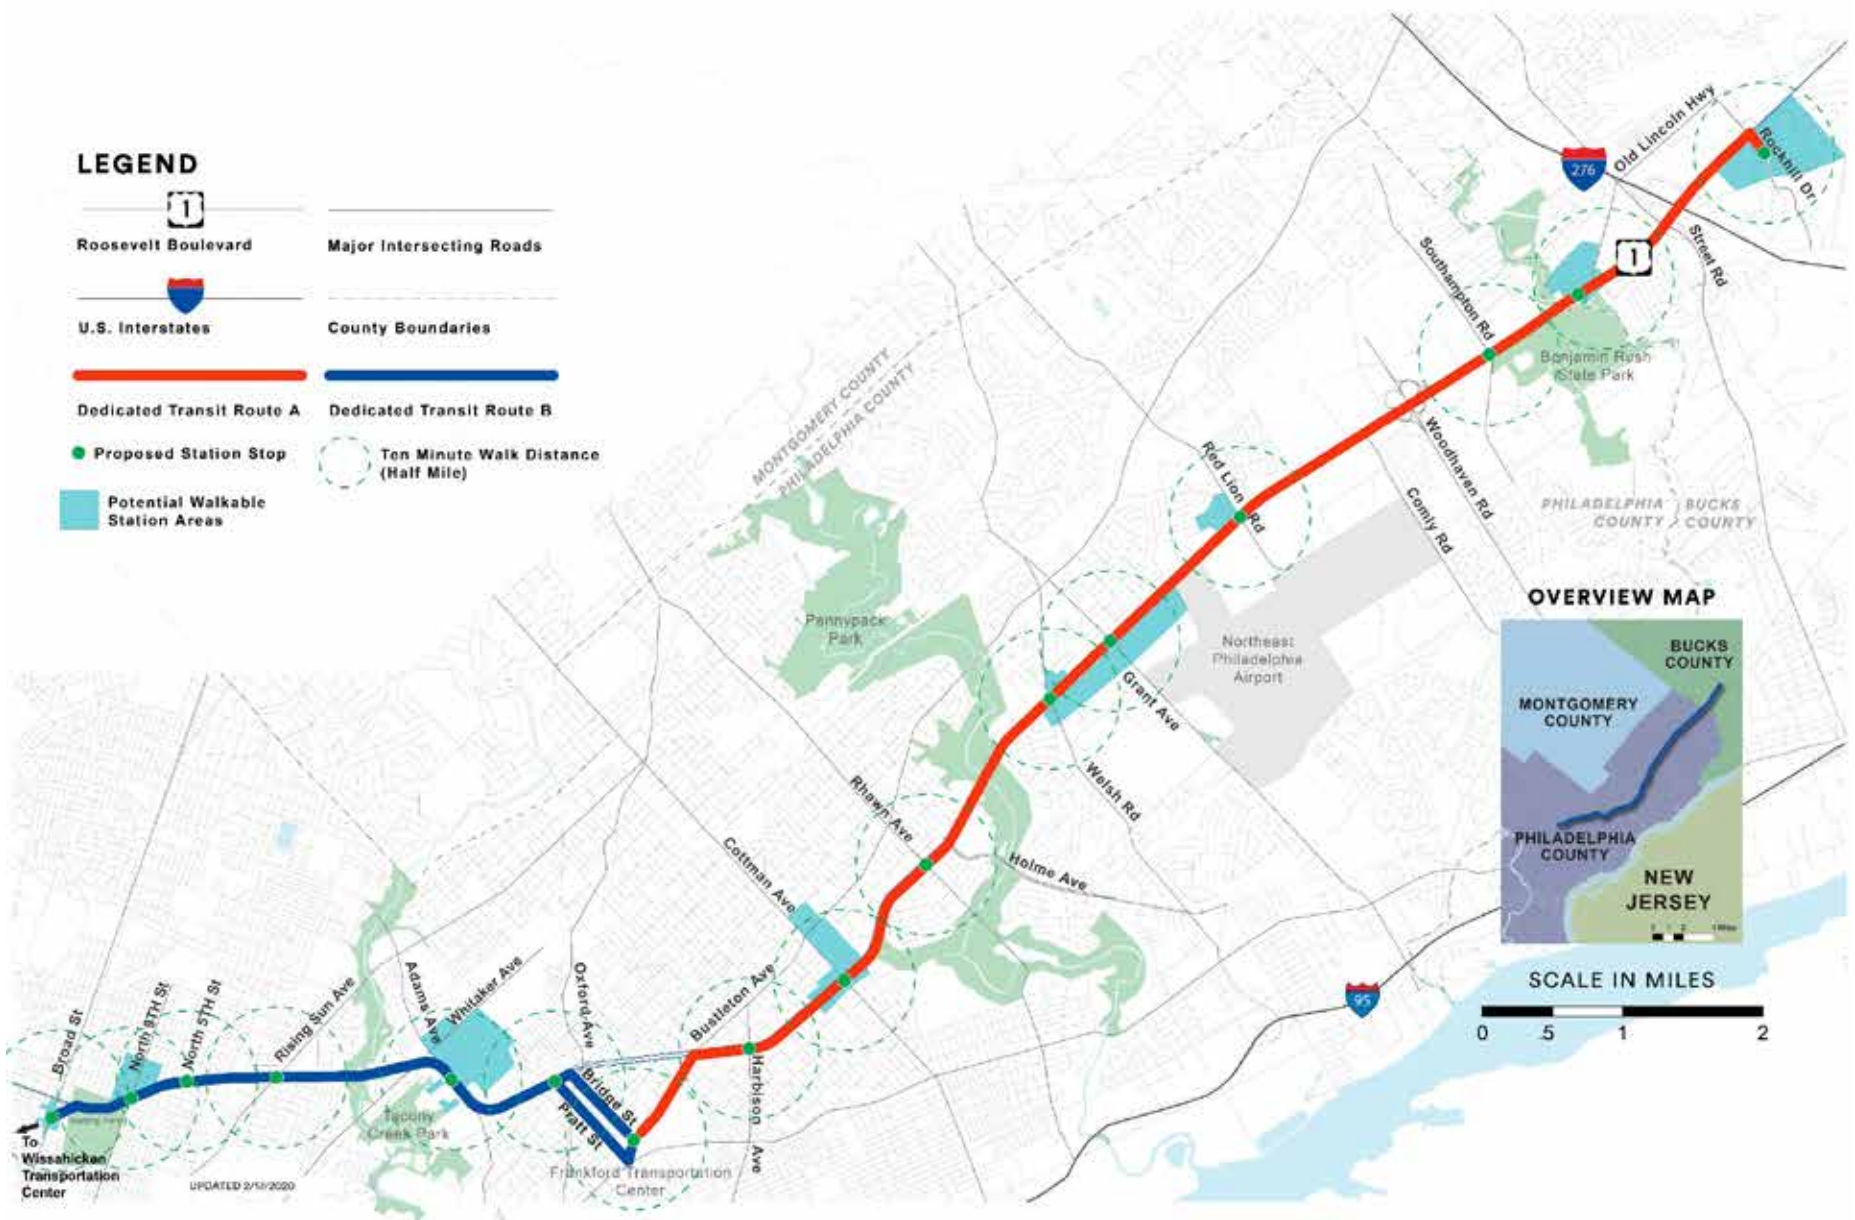 LEGEND
1
Roosevelt Boulevard
Major Intersecting Roads
U.S. Interstates
County Boundaries
Dedicated Transit Route A
Dedicated Transit Route B
Proposed Station Stop
Ten Minute Walk Distance
(Half Mile)
Potential Walkable
Station Areas
Old Lincoln Hwy
276
Rockhill Dr
1
Street Rd
Southampton Rd
Benjamin Rush
State Park
MONTGOMERY COUNTY
PHILADELPHIA COUNTY
Woodhaven Rd
Comly Rd
Red Lion Rd
PHILADELPHIA
COUNTY
BUCKS
COUNTY
Pennypack
Park
Northeast
Philadelphia
Airport
Grant Ave
Welsh Rd
Rhawn Ave
Holme Ave
Cottman Ave
OVERVIEW MAP
BUCKS
COUNTY
MONTGOMERY
COUNTY
PHILADELPHIA
COUNTY
NEW
JERSEY
SCALE IN MILES
0 .5 1 2
95
Bustleton Ave
Harbison Ave
Oxford Ave
Whitaker Ave
Adams Ave
Rising Sun Ave
North 5TH St
North 9TH St
Broad St
Bridge St
Pratt St
Tacony
Creek Park
Frankford Transportation
Center
To
Wissahicken
Transportation
Center